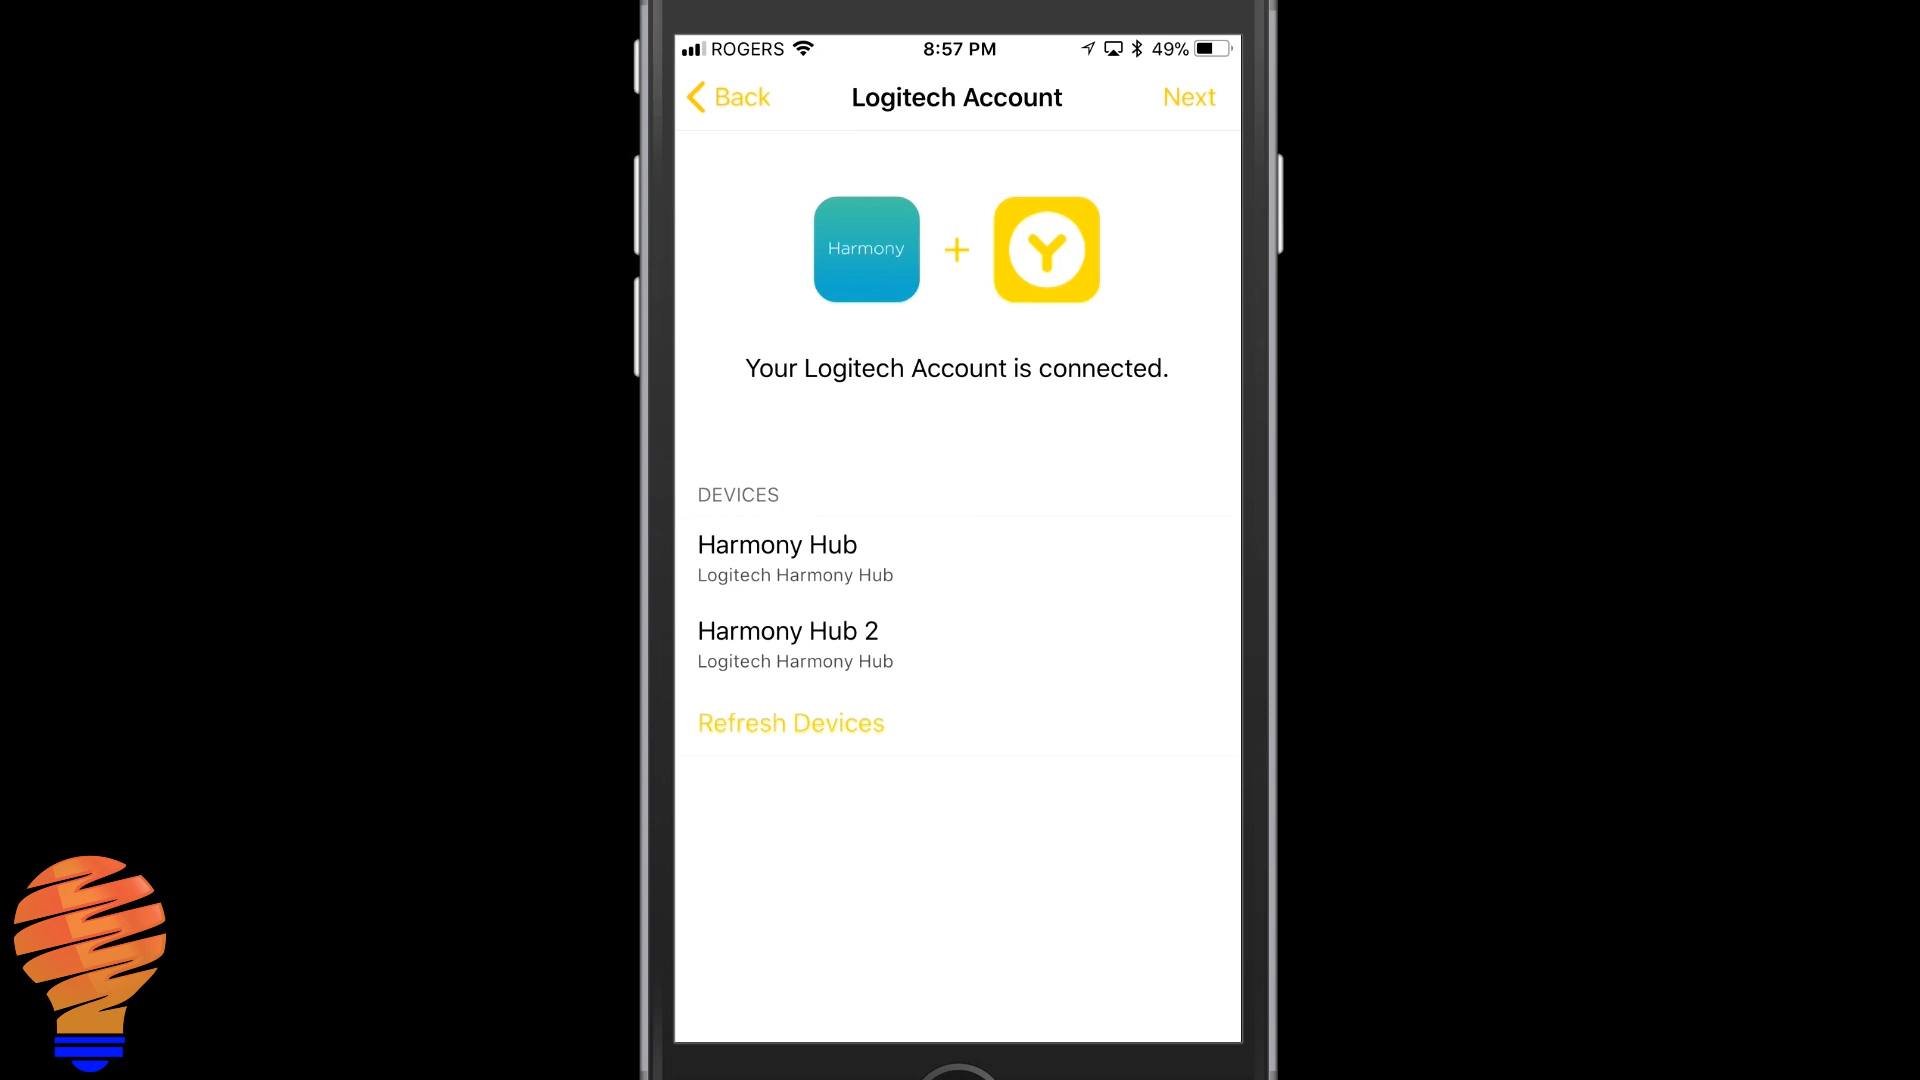 ROGERS 8:57 PM 49%
Back Logitech Account Next
Harmony + Y
Your Logitech Account is connected.
DEVICES
Harmony Hub
Logitech Harmony Hub
Harmony Hub 2
Logitech Harmony Hub
Refresh Devices